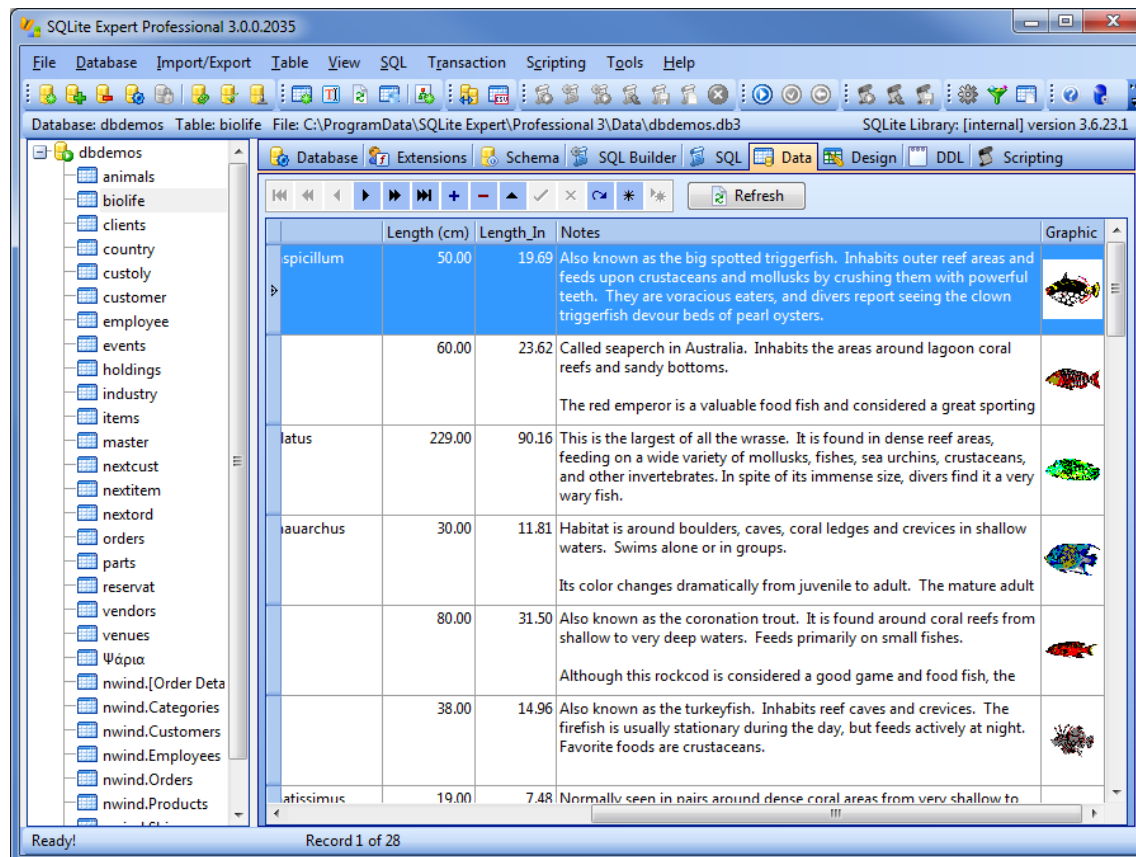 SQLite Expert Professional 3.0.0.2035
File Database Import/Export Table View SQL Transaction Scripting Tools Help
Database: dbdemos Table: biolife File: C:\ProgramData\SQLite Expert\Professional 3\Data\dbdemos.db3 SQLite Library: [internal] version 3.6.23.1
dbdemos
animals
biolife
clients
country
custoly
customer
employee
events
holdings
industry
items
master
nextcust
nextitem
nextord
orders
parts
reservat
vendors
venues
Ψάρια
nwind.[Order Deta
nwind.Categories
nwind.Customers
nwind.Employees
nwind.Orders
nwind.Products
Database Extensions Schema SQL Builder SQL Data Design DDL Scripting
Refresh
Length (cm) Length_In Notes Graphic
spicillum 50.00 19.69 Also known as the big spotted triggerfish. Inhabits outer reef areas and
feeds upon crustaceans and mollusks by crushing them with powerful
teeth. They are voracious eaters, and divers report seeing the clown
triggerfish devour beds of pearl oysters.
60.00 23.62 Called seaperch in Australia. Inhabits the areas around lagoon coral
reefs and sandy bottoms.
The red emperor is a valuable food fish and considered a great sporting
latus 229.00 90.16 This is the largest of all the wrasse. It is found in dense reef areas,
feeding on a wide variety of mollusks, fishes, sea urchins, crustaceans,
and other invertebrates. In spite of its immense size, divers find it a very
wary fish.
auarchus 30.00 11.81 Habitat is around boulders, caves, coral ledges and crevices in shallow
waters. Swims alone or in groups.
Its color changes dramatically from juvenile to adult. The mature adult
80.00 31.50 Also known as the coronation trout. It is found around coral reefs from
shallow to very deep waters. Feeds primarily on small fishes.
Although this rockcod is considered a good game and food fish, the
38.00 14.96 Also known as the turkeyfish. Inhabits reef caves and crevices. The
firefish is usually stationary during the day, but feeds actively at night.
Favorite foods are crustaceans.
atissimus 19.00 7.48 Normally seen in pairs around dense coral areas from very shallow to
Ready! Record 1 of 28